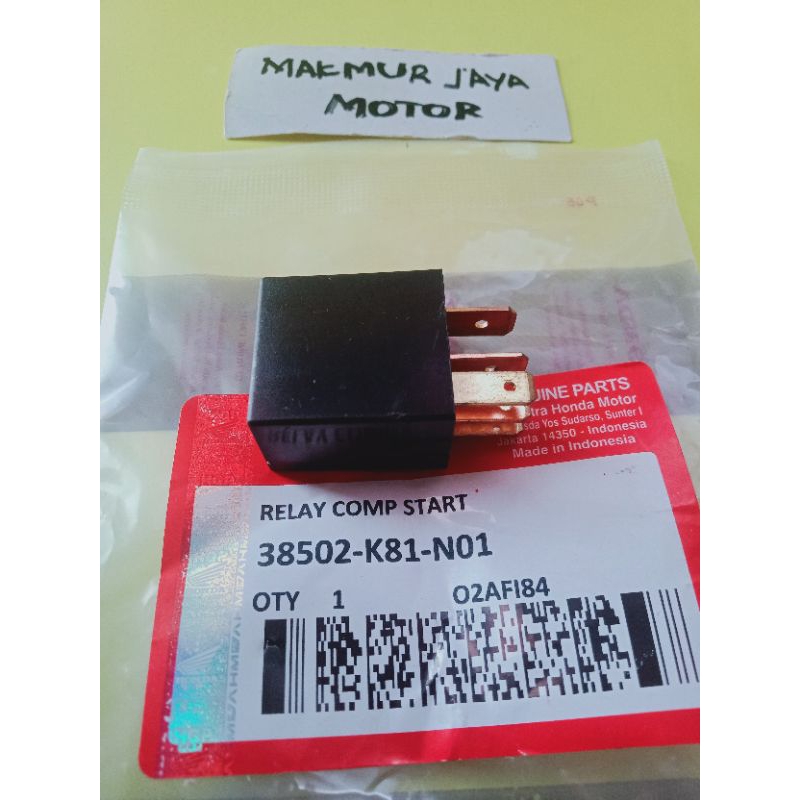 MAKMUR JAYA
MOTOR
UINE PARTS
tra Honda Motor
sda Yos Sudarso, Sunter I
Jakarta 14350 - Indonesia
Made in Indonesia
RELAY COMP START
38502-K81-N01
QTY 1 O2AFI84